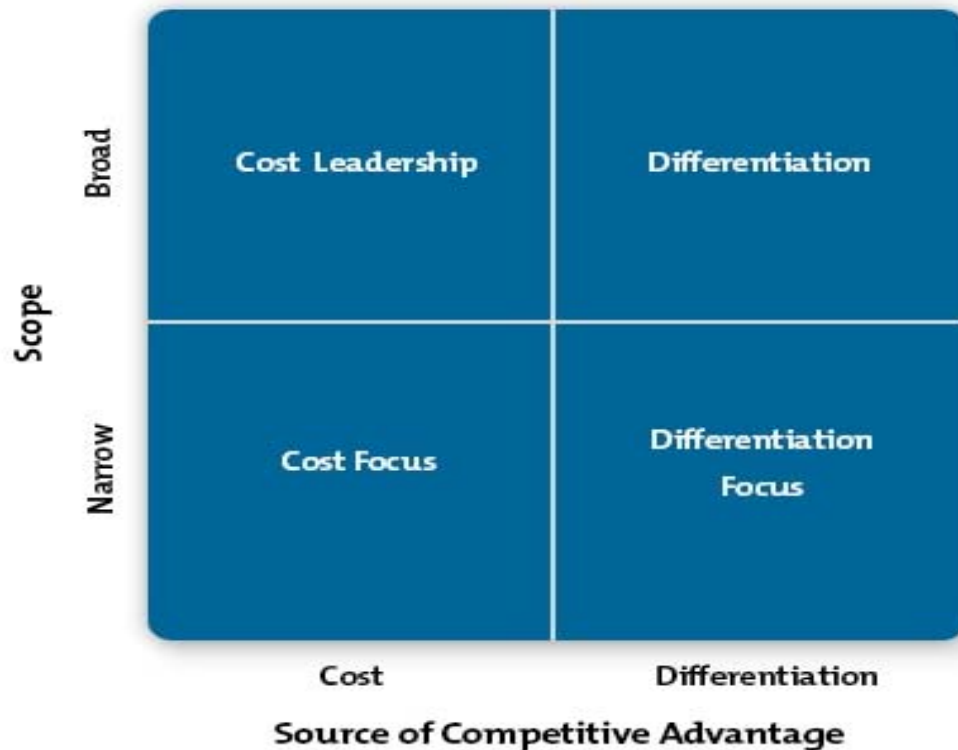 Broad
Cost Leadership
Differentiation
Scope
Narrow
Cost Focus
Differentiation
Focus
Cost
Differentiation
Source of Competitive Advantage